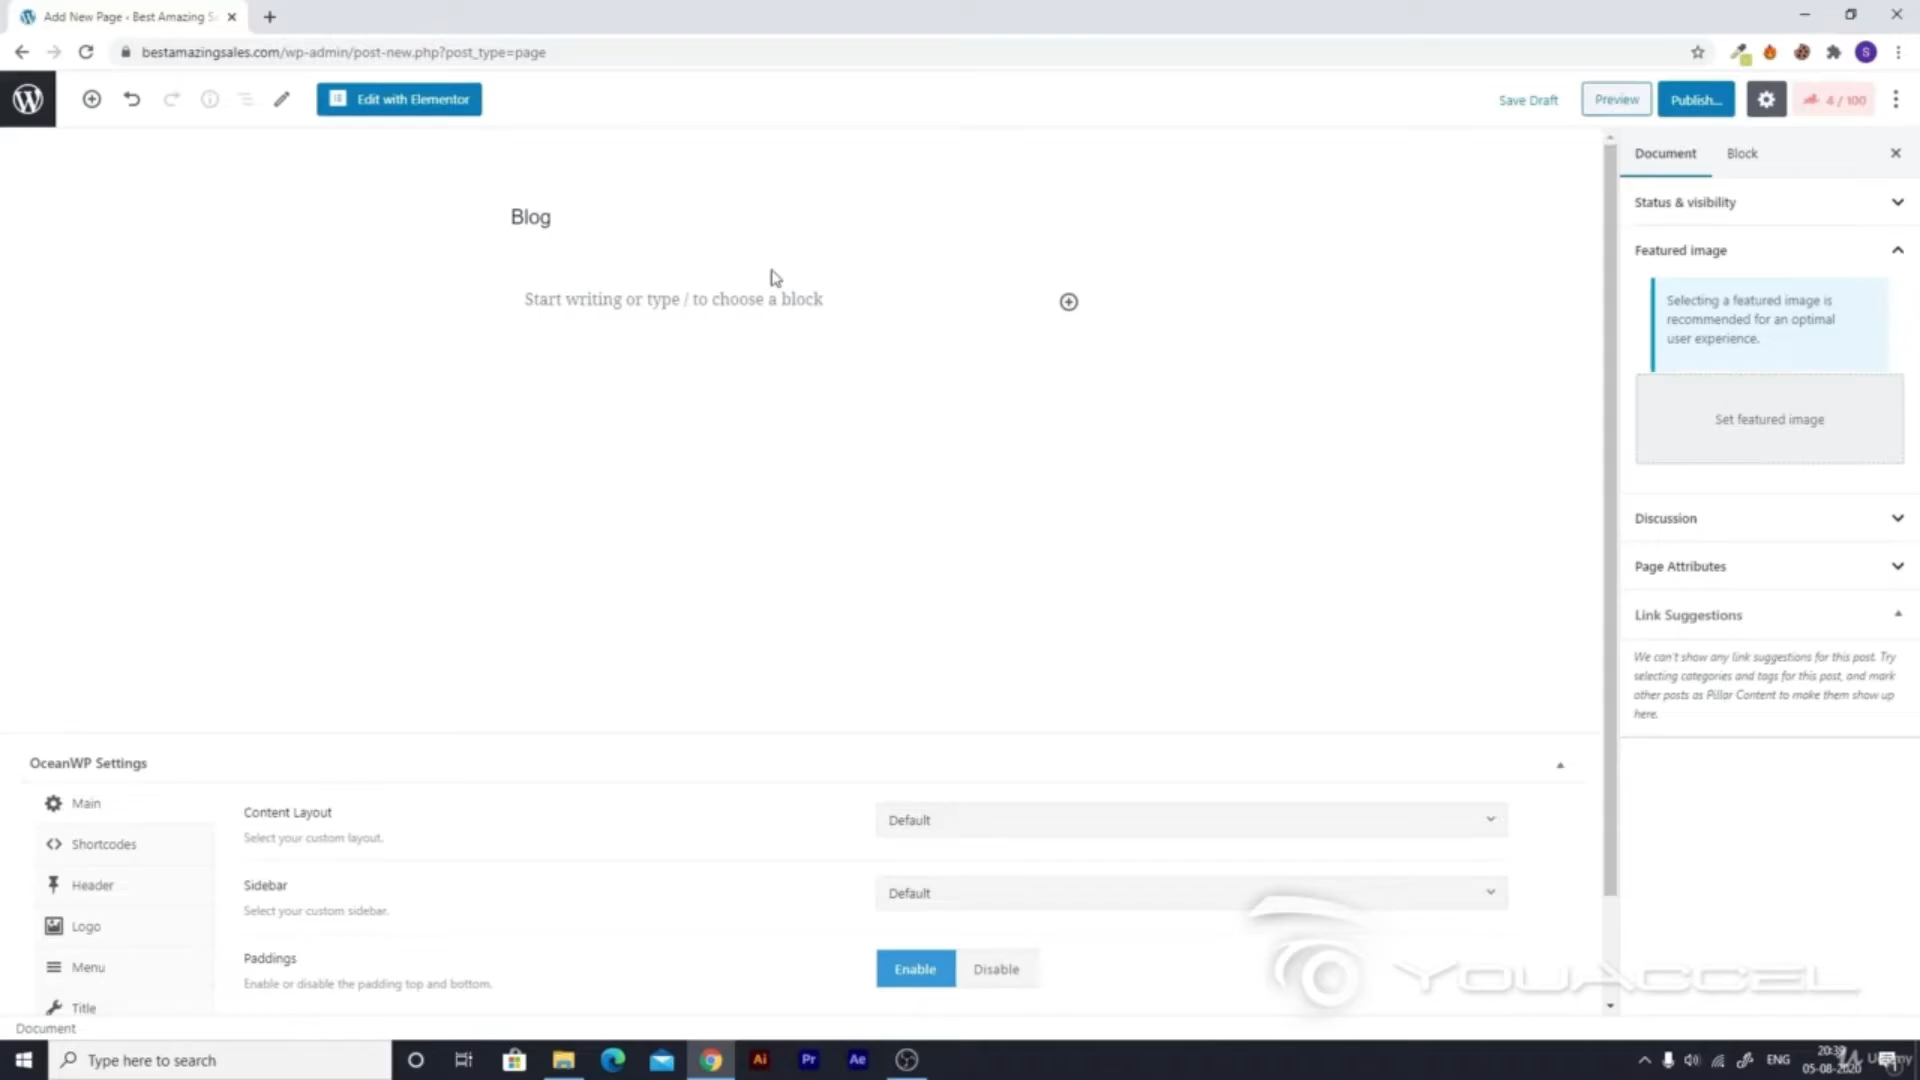 Add New Page ‹ Best Amazing S
bestamazingsales.com/wp-admin/post-new.php?post_type=page
S
Edit with Elementor
Save Draft
Preview
Publish...
4 / 100
Document
Block
Status & visibility
Blog
Featured image
Start writing or type / to choose a block
Selecting a featured image is
recommended for an optimal
user experience.
Set featured image
Discussion
Page Attributes
Link Suggestions
We can't show any link suggestions for this post. Try
selecting categories and tags for this post, and mark
other posts as Pillar Content to make them show up
here.
OceanWP Settings
Main
Shortcodes
Header
Logo
Menu
Title
Content Layout
Select your custom layout.
Default
Sidebar
Select your custom sidebar.
Default
Paddings
Enable or disable the padding top and bottom.
Enable
Disable
YOUACCEL
Document
Type here to search
Ai
Pr
Ae
ENG
20:39
05-08-2020